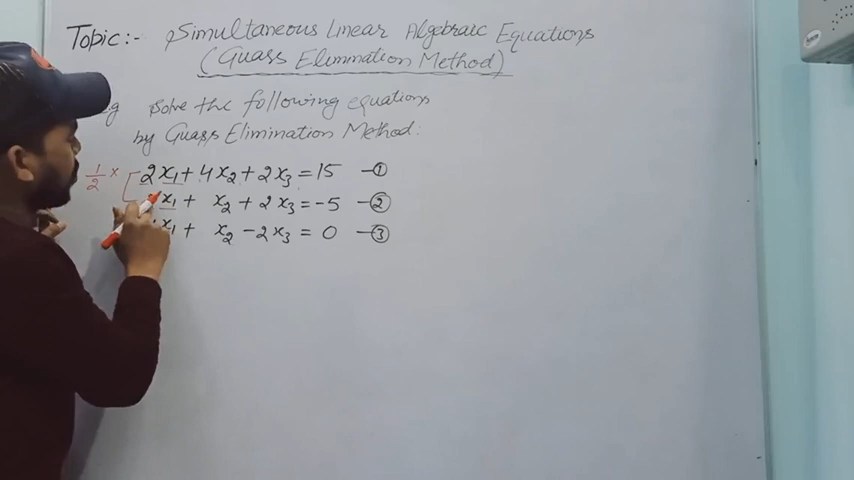 Topic:- Simultaneous Linear Algebraic Equations
(Guass Elimination Method)
eg Solve the following equations
by Guass Elimination Method:
1/2 × 2x₁ + 4x₂ + 2x₃ = 15 —①
x₁ + x₂ + 2x₃ = -5 —②
x₁ + x₂ - 2x₃ = 0 —③